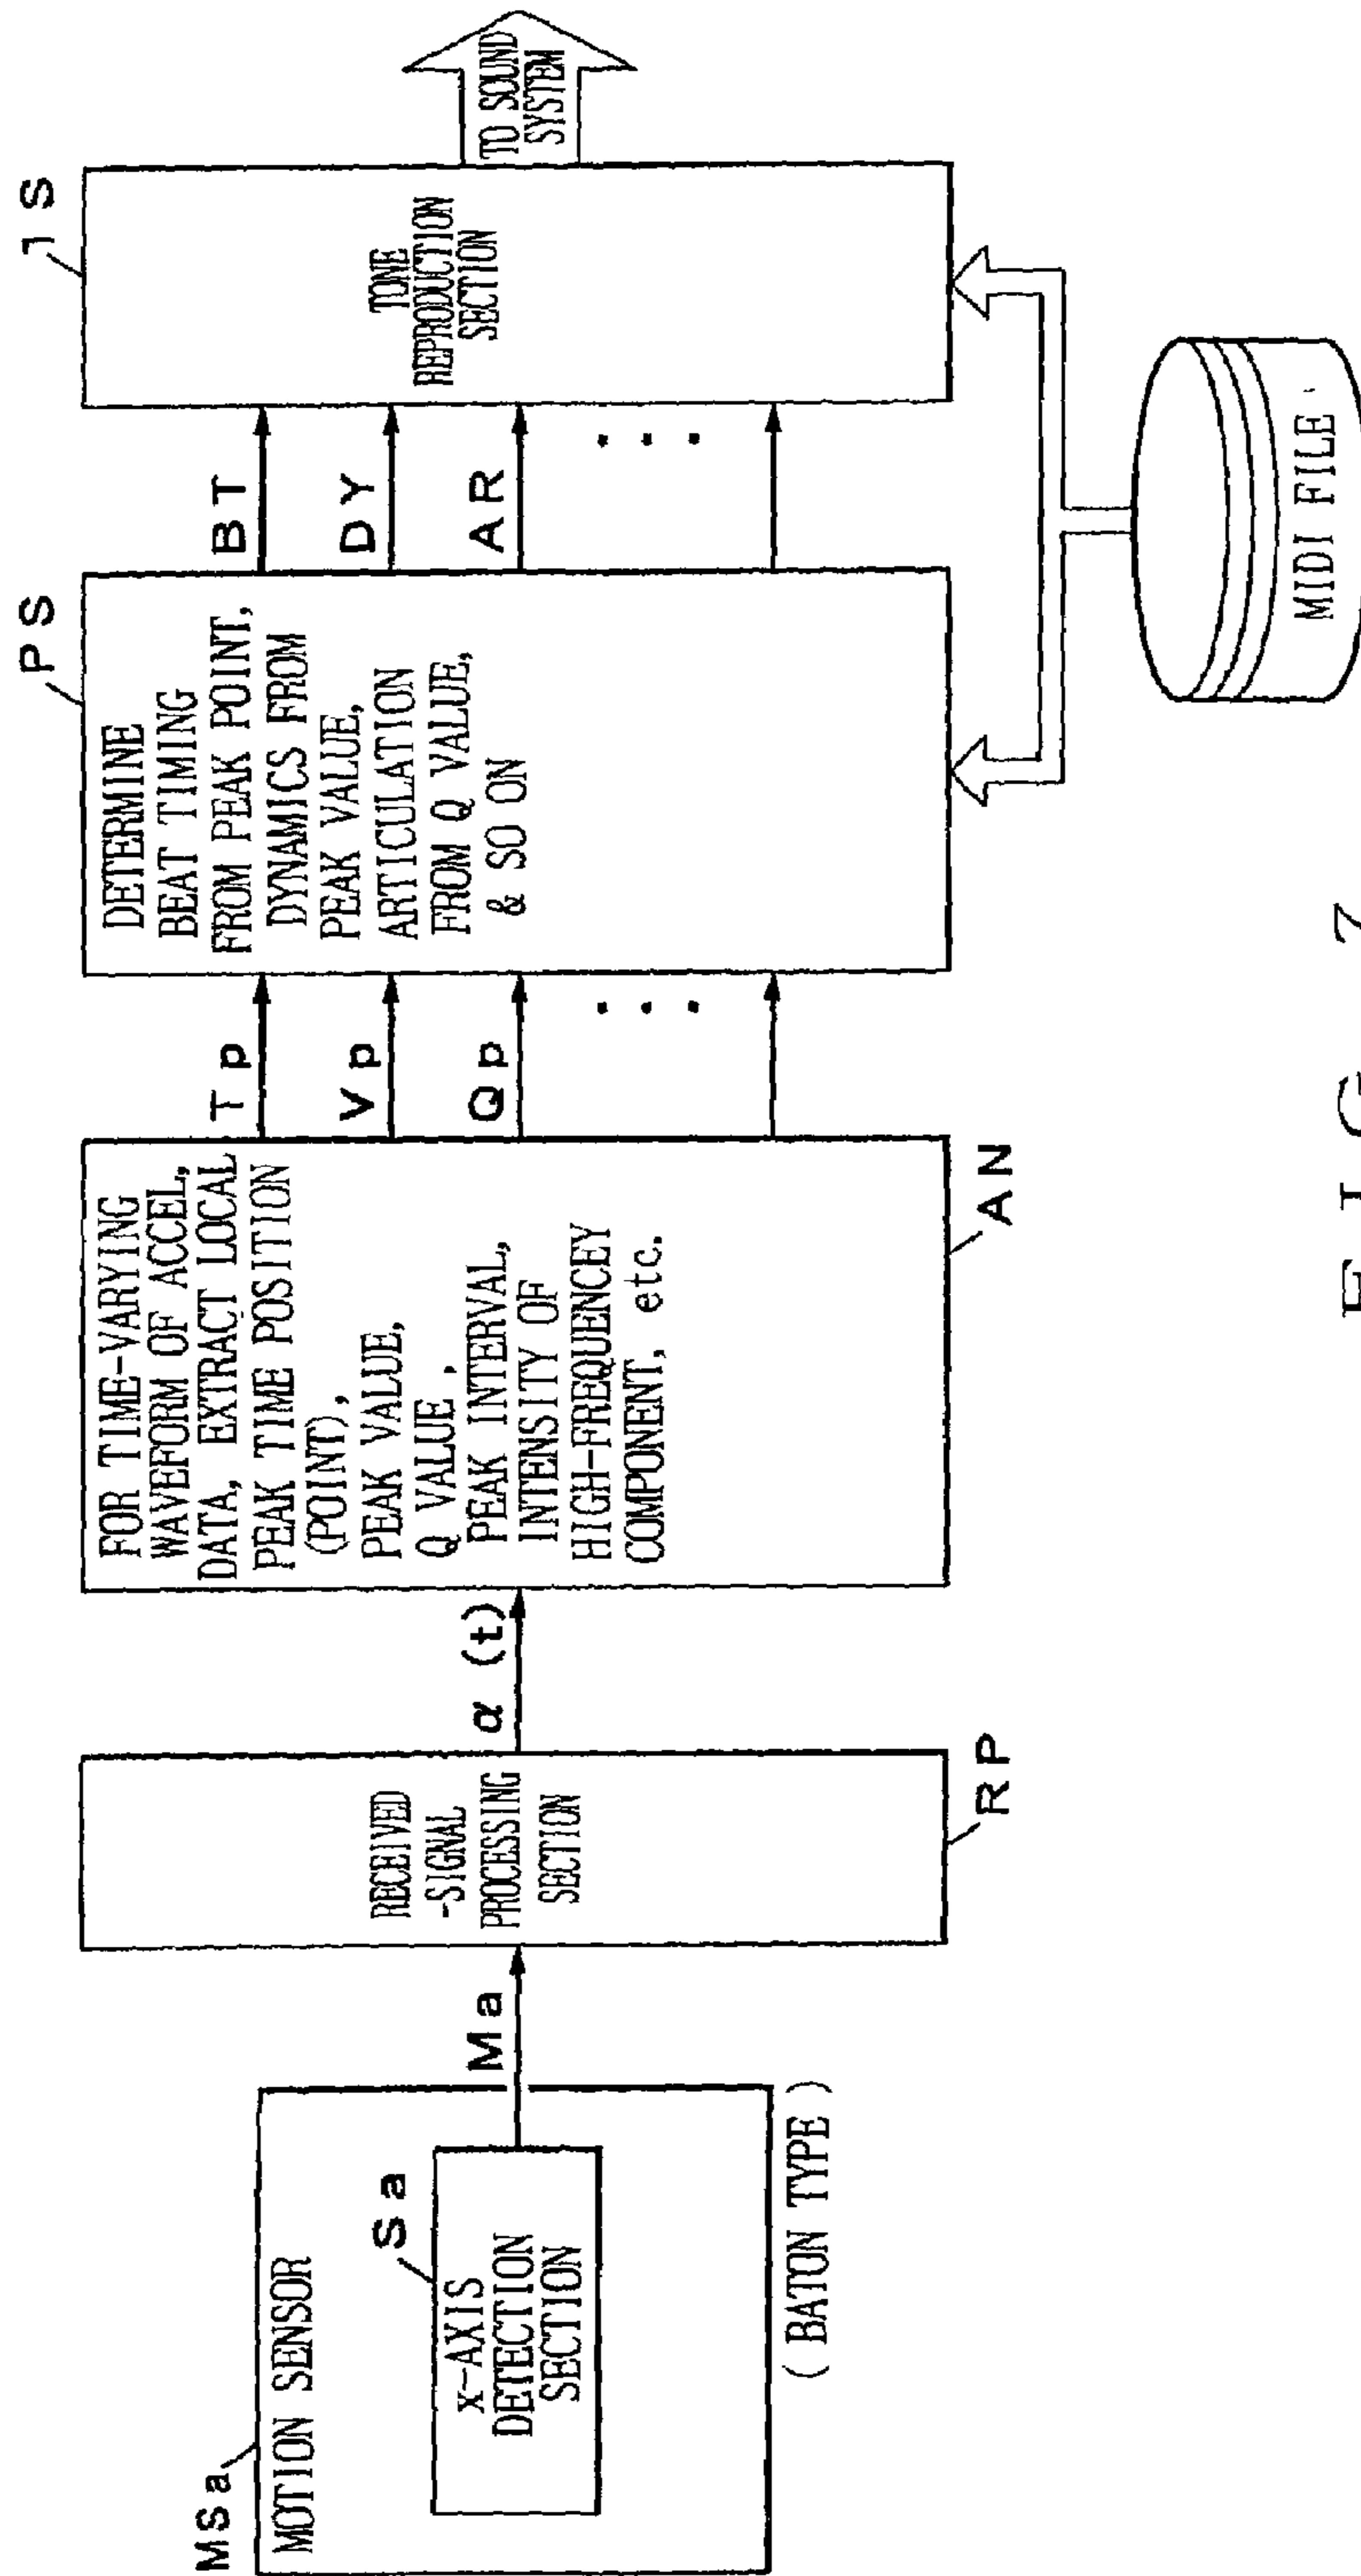 MSa
MOTION SENSOR
Sa
x-AXIS
DETECTION
SECTION
( BATON TYPE )
Ma
RECEIVED
-SIGNAL
PROCESSING
SECTION
RP
α (t)
FOR TIME-VARYING
WAVEFORM OF ACCEL,
DATA, EXTRACT LOCAL
PEAK TIME POSITION
(POINT),
PEAK VALUE,
Q VALUE ,
PEAK INTERVAL,
INTENSITY OF
HIGH-FREQUENCEY
COMPONENT, etc.
AN
Tp
Vp
Qp
. . .
PS
DETERMINE
BEAT TIMING
FROM PEAK POINT,
DYNAMICS FROM
PEAK VALUE,
ARTICULATION
FROM Q VALUE,
& SO ON
BT
DY
AR
. . .
1S
TONE
REPRODUCTION
SECTION
TO SOUND
SYSTEM
MIDI FILE
F I G . 7